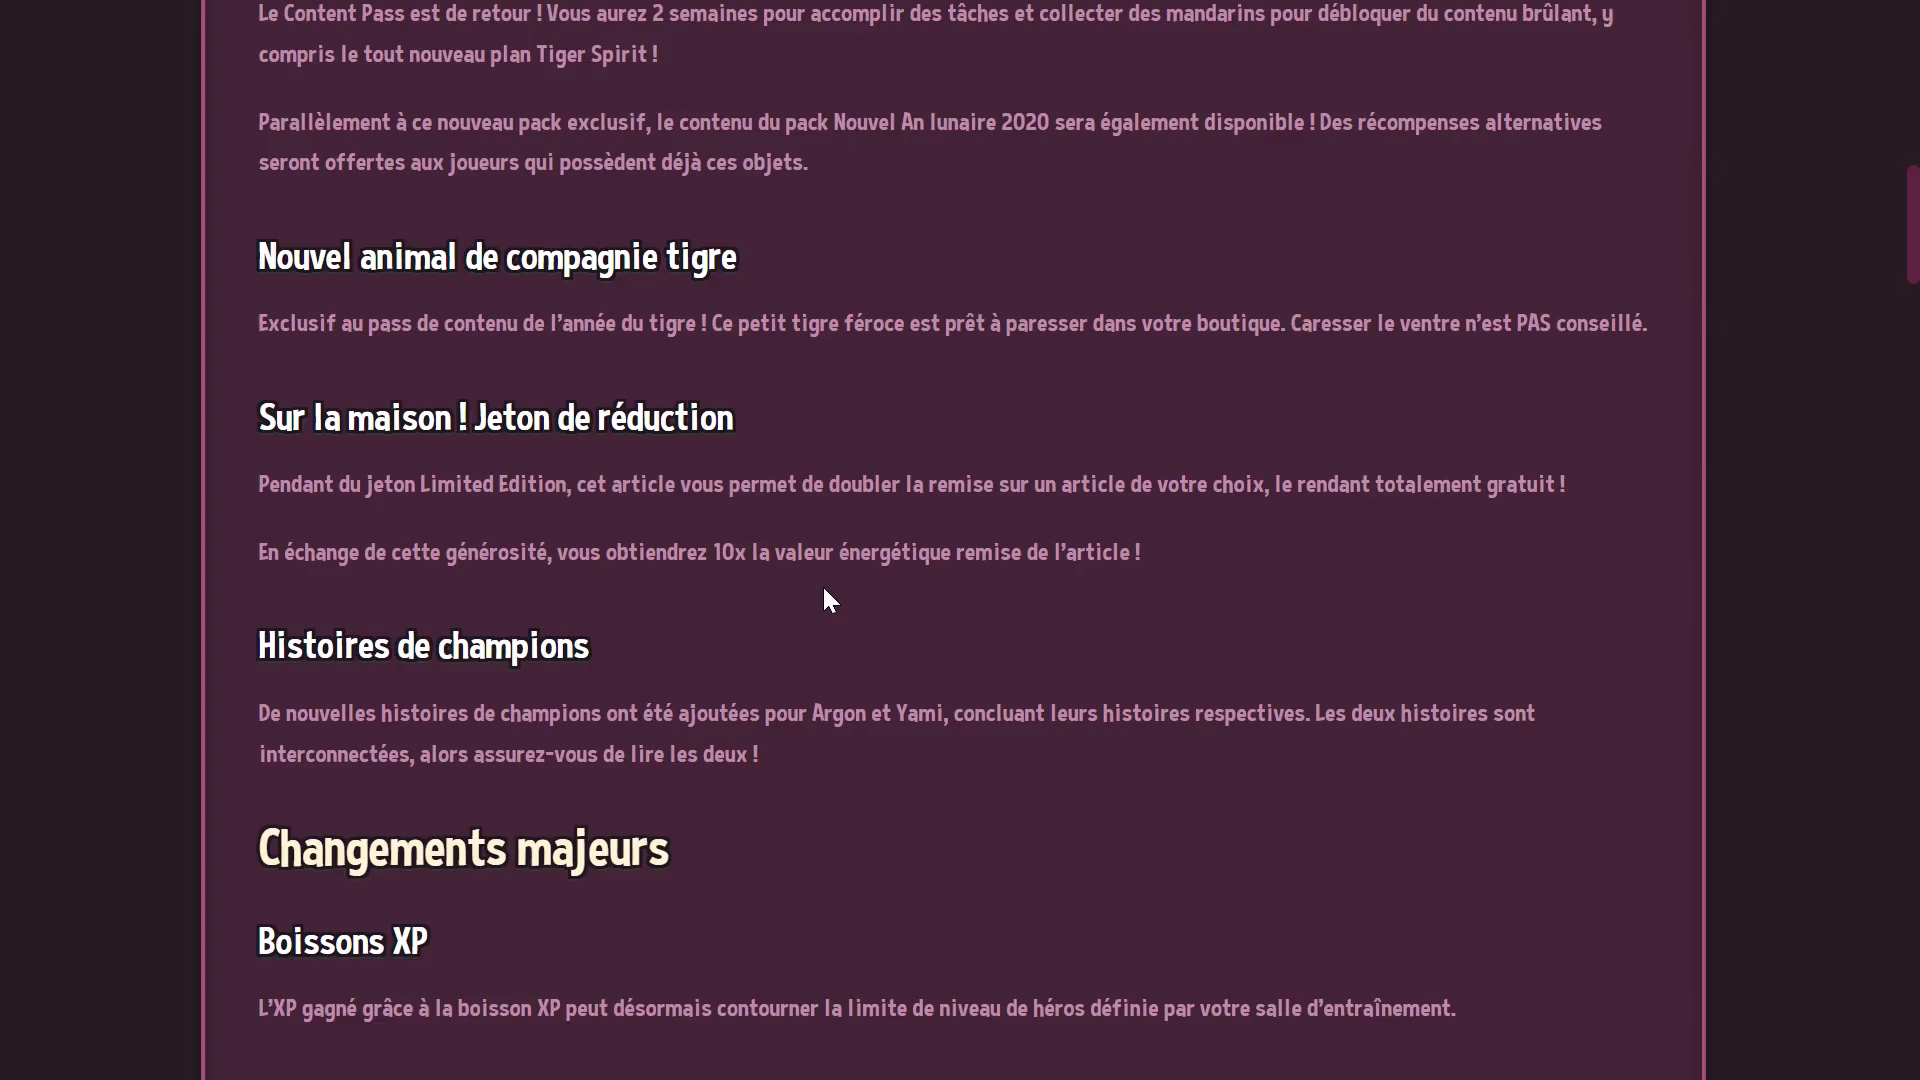 Le Content Pass est de retour ! Vous aurez 2 semaines pour accomplir des tâches et collecter des mandarins pour débloquer du contenu brûlant, y
compris le tout nouveau plan Tiger Spirit !
Parallèlement à ce nouveau pack exclusif, le contenu du pack Nouvel An lunaire 2020 sera également disponible ! Des récompenses alternatives
seront offertes aux joueurs qui possèdent déjà ces objets.
Nouvel animal de compagnie tigre
Exclusif au pass de contenu de l'année du tigre ! Ce petit tigre féroce est prêt à paresser dans votre boutique. Caresser le ventre n'est PAS conseillé.
Sur la maison ! Jeton de réduction
Pendant du jeton Limited Edition, cet article vous permet de doubler la remise sur un article de votre choix, le rendant totalement gratuit !
En échange de cette générosité, vous obtiendrez 10x la valeur énergétique remise de l'article !
Histoires de champions
De nouvelles histoires de champions ont été ajoutées pour Argon et Yami, concluant leurs histoires respectives. Les deux histoires sont
interconnectées, alors assurez-vous de lire les deux !
Changements majeurs
Boissons XP
L'XP gagné grâce à la boisson XP peut désormais contourner la limite de niveau de héros définie par votre salle d'entraînement.